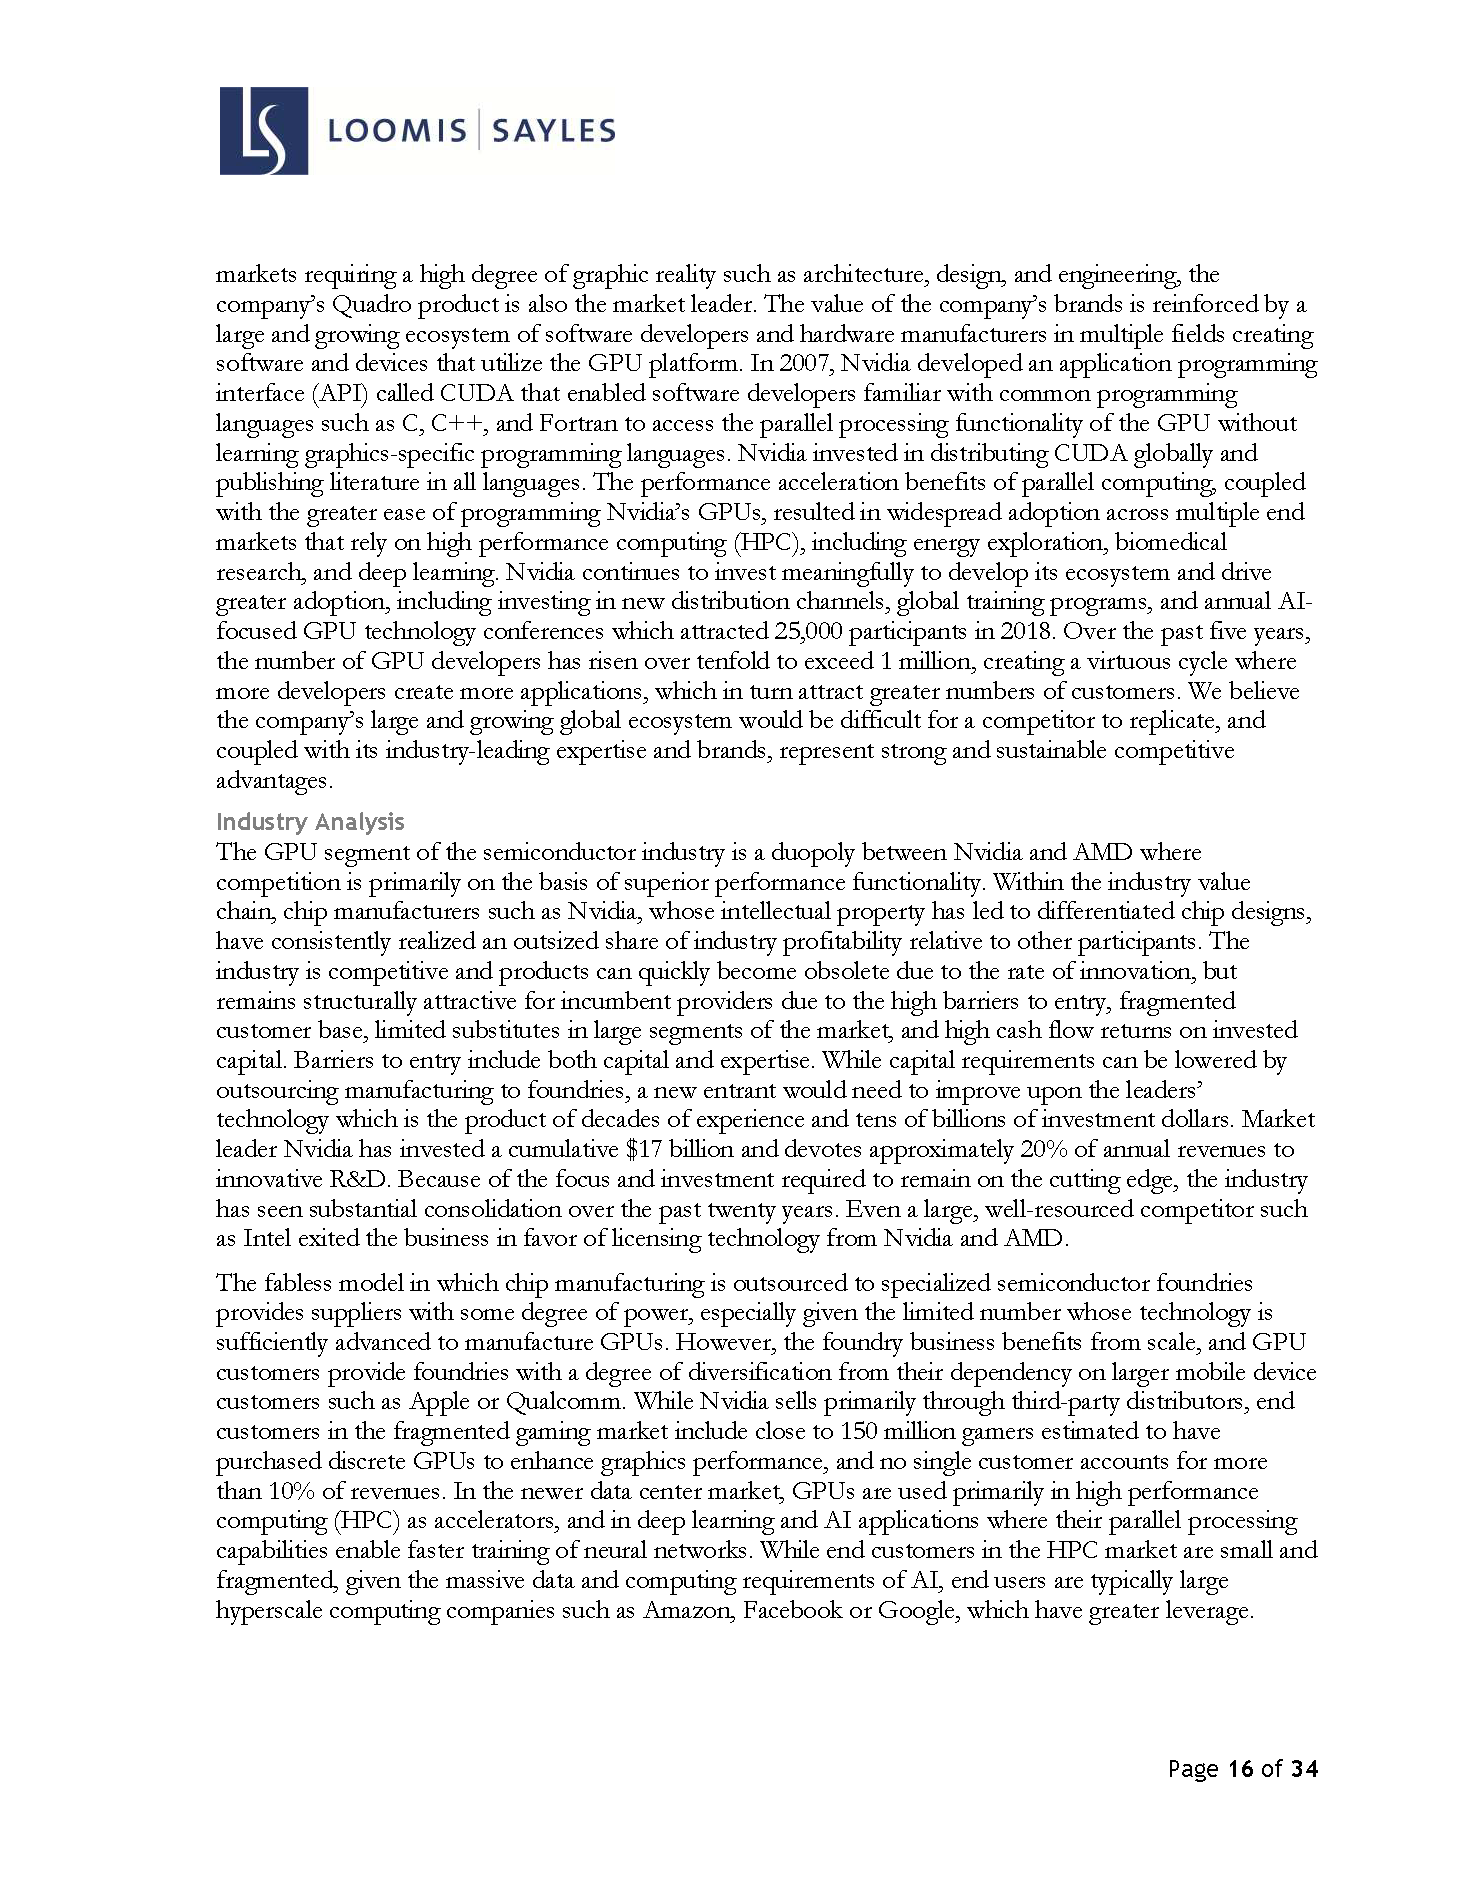 LS LOOMIS | SAYLES
markets requiring a high degree of graphic reality such as architecture, design, and engineering, the
company's Quadro product is also the market leader. The value of the company's brands is reinforced by a
large and growing ecosystem of software developers and hardware manufacturers in multiple fields creating
software and devices that utilize the GPU platform. In 2007, Nvidia developed an application programming
interface (API) called CUDA that enabled software developers familiar with common programming
languages such as C, C++, and Fortran to access the parallel processing functionality of the GPU without
learning graphics-specific programming languages. Nvidia invested in distributing CUDA globally and
publishing literature in all languages. The performance acceleration benefits of parallel computing, coupled
with the greater ease of programming Nvidia's GPUs, resulted in widespread adoption across multiple end
markets that rely on high performance computing (HPC), including energy exploration, biomedical
research, and deep learning. Nvidia continues to invest meaningfully to develop its ecosystem and drive
greater adoption, including investing in new distribution channels, global training programs, and annual AI-
focused GPU technology conferences which attracted 25,000 participants in 2018. Over the past five years,
the number of GPU developers has risen over tenfold to exceed 1 million, creating a virtuous cycle where
more developers create more applications, which in turn attract greater numbers of customers. We believe
the company's large and growing global ecosystem would be difficult for a competitor to replicate, and
coupled with its industry-leading expertise and brands, represent strong and sustainable competitive
advantages.
Industry Analysis
The GPU segment of the semiconductor industry is a duopoly between Nvidia and AMD where
competition is primarily on the basis of superior performance functionality. Within the industry value
chain, chip manufacturers such as Nvidia, whose intellectual property has led to differentiated chip designs,
have consistently realized an outsized share of industry profitability relative to other participants. The
industry is competitive and products can quickly become obsolete due to the rate of innovation, but
remains structurally attractive for incumbent providers due to the high barriers to entry, fragmented
customer base, limited substitutes in large segments of the market, and high cash flow returns on invested
capital. Barriers to entry include both capital and expertise. While capital requirements can be lowered by
outsourcing manufacturing to foundries, a new entrant would need to improve upon the leaders'
technology which is the product of decades of experience and tens of billions of investment dollars. Market
leader Nvidia has invested a cumulative $17 billion and devotes approximately 20% of annual revenues to
innovative R&D. Because of the focus and investment required to remain on the cutting edge, the industry
has seen substantial consolidation over the past twenty years. Even a large, well-resourced competitor such
as Intel exited the business in favor of licensing technology from Nvidia and AMD.
The fabless model in which chip manufacturing is outsourced to specialized semiconductor foundries
provides suppliers with some degree of power, especially given the limited number whose technology is
sufficiently advanced to manufacture GPUs. However, the foundry business benefits from scale, and GPU
customers provide foundries with a degree of diversification from their dependency on larger mobile device
customers such as Apple or Qualcomm. While Nvidia sells primarily through third-party distributors, end
customers in the fragmented gaming market include close to 150 million gamers estimated to have
purchased discrete GPUs to enhance graphics performance, and no single customer accounts for more
than 10% of revenues. In the newer data center market, GPUs are used primarily in high performance
computing (HPC) as accelerators, and in deep learning and AI applications where their parallel processing
capabilities enable faster training of neural networks. While end customers in the HPC market are small and
fragmented, given the massive data and computing requirements of AI, end users are typically large
hyperscale computing companies such as Amazon, Facebook or Google, which have greater leverage.
Page 16 of 34